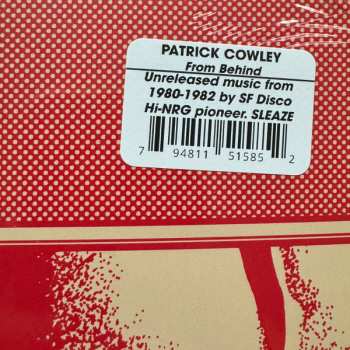 PATRICK COWLEY
From Behind
Unreleased music from
1980-1982 by SF Disco
Hi-NRG pioneer. SLEAZE
7 94811 51585 2